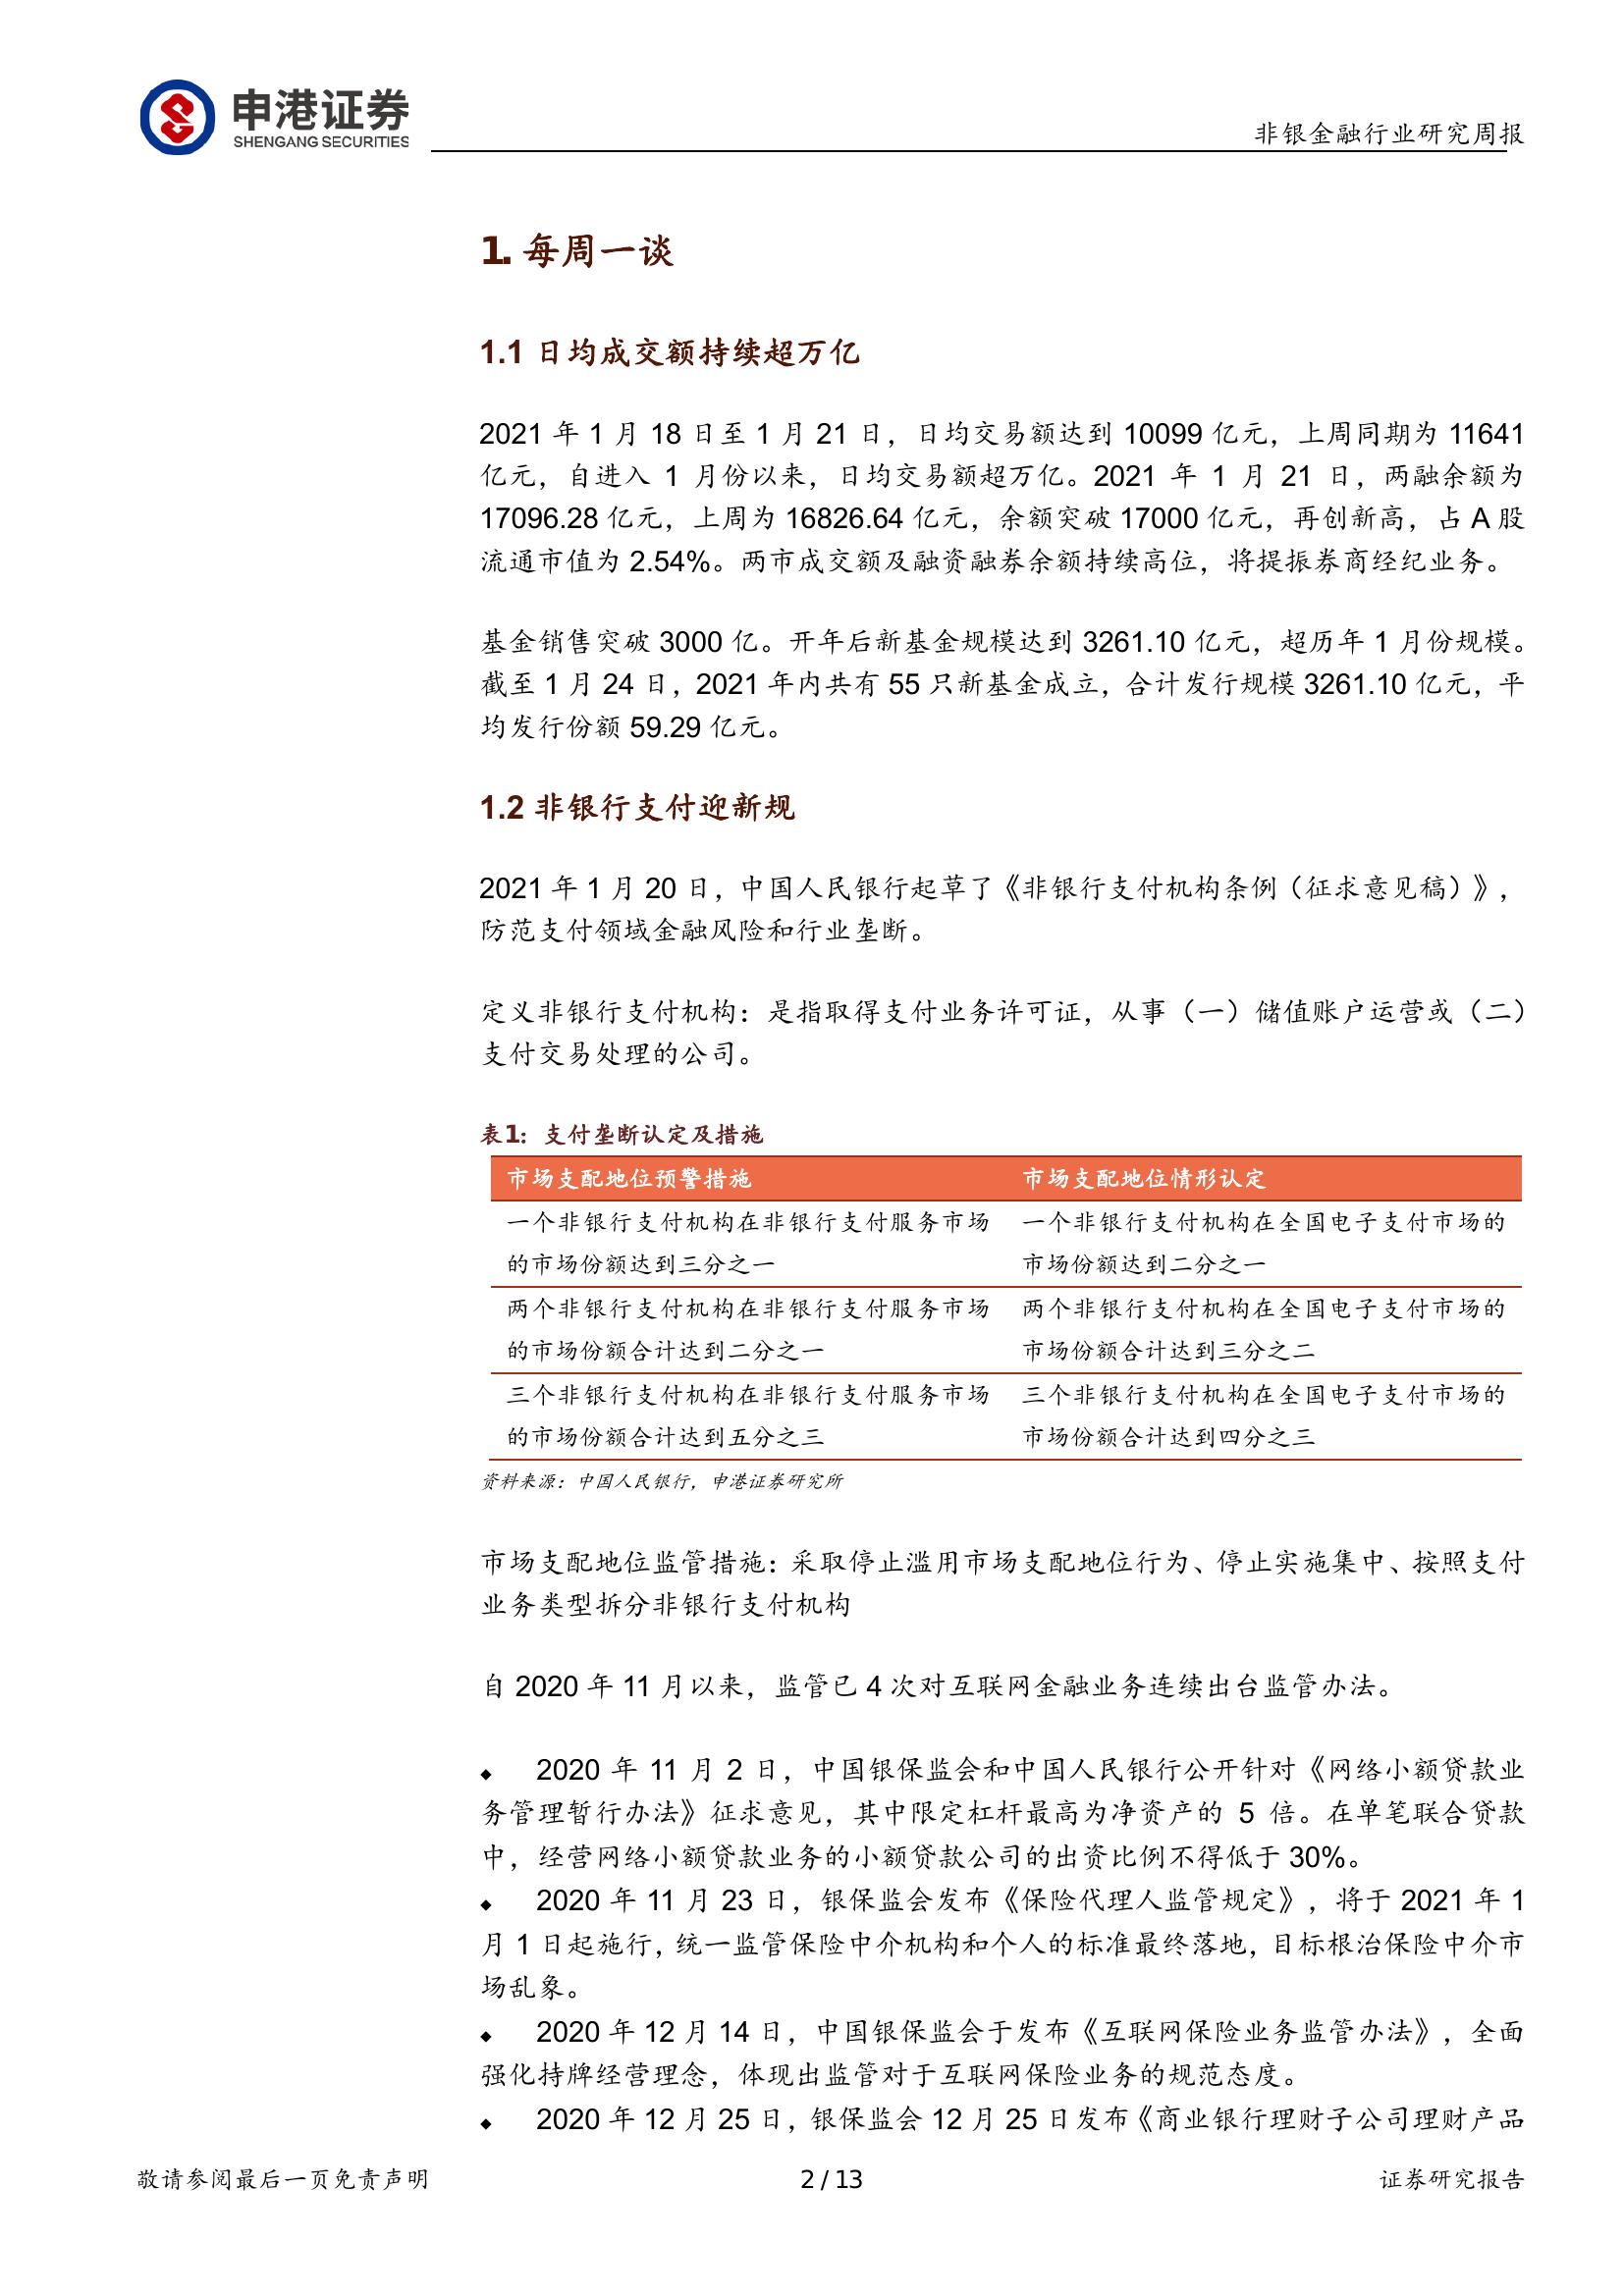 申港证券
SHENGANG SECURITIES
非银金融行业研究周报
1. 每周一谈
1.1 日均成交额持续超万亿
2021 年 1 月 18 日至 1 月 21 日，日均交易额达到 10099 亿元，上周同期为 11641
亿元，自进入 1 月份以来，日均交易额超万亿。2021 年 1 月 21 日，两融余额为
17096.28 亿元，上周为 16826.64 亿元，余额突破 17000 亿元，再创新高，占 A 股
流通市值为 2.54%。两市成交额及融资融券余额持续高位，将提振券商经纪业务。
基金销售突破 3000 亿。开年后新基金规模达到 3261.10 亿元，超历年 1 月份规模。
截至 1 月 24 日，2021 年内共有 55 只新基金成立，合计发行规模 3261.10 亿元，平
均发行份额 59.29 亿元。
1.2 非银行支付迎新规
2021 年 1 月 20 日，中国人民银行起草了《非银行支付机构条例（征求意见稿）》，
防范支付领域金融风险和行业垄断。
定义非银行支付机构：是指取得支付业务许可证，从事（一）储值账户运营或（二）
支付交易处理的公司。
表1：支付垄断认定及措施
市场支配地位预警措施 市场支配地位情形认定
一个非银行支付机构在非银行支付服务市场 一个非银行支付机构在全国电子支付市场的
的市场份额达到三分之一 市场份额达到二分之一
两个非银行支付机构在非银行支付服务市场 两个非银行支付机构在全国电子支付市场的
的市场份额合计达到二分之一 市场份额合计达到三分之二
三个非银行支付机构在非银行支付服务市场 三个非银行支付机构在全国电子支付市场的
的市场份额合计达到五分之三 市场份额合计达到四分之三
资料来源：中国人民银行，申港证券研究所
市场支配地位监管措施：采取停止滥用市场支配地位行为、停止实施集中、按照支付
业务类型拆分非银行支付机构
自 2020 年 11 月以来，监管已 4 次对互联网金融业务连续出台监管办法。
◆ 2020 年 11 月 2 日，中国银保监会和中国人民银行公开针对《网络小额贷款业
务管理暂行办法》征求意见，其中限定杠杆最高为净资产的 5 倍。在单笔联合贷款
中，经营网络小额贷款业务的小额贷款公司的出资比例不得低于 30%。
◆ 2020 年 11 月 23 日，银保监会发布《保险代理人监管规定》，将于 2021 年 1
月 1 日起施行，统一监管保险中介机构和个人的标准最终落地，目标根治保险中介市
场乱象。
◆ 2020 年 12 月 14 日，中国银保监会于发布《互联网保险业务监管办法》，全面
强化持牌经营理念，体现出监管对于互联网保险业务的规范态度。
◆ 2020 年 12 月 25 日，银保监会 12 月 25 日发布《商业银行理财子公司理财产品
敬请参阅最后一页免责声明 2 / 13 证券研究报告